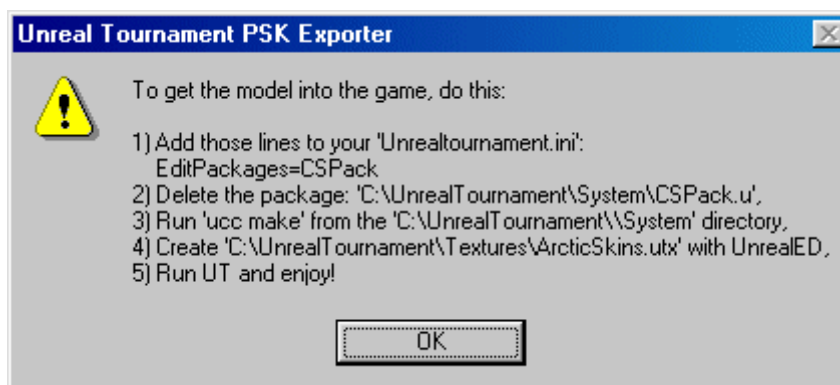 Unreal Tournament PSK Exporter
To get the model into the game, do this:
1) Add those lines to your 'Unrealtournament.ini':
EditPackages=CSPack
2) Delete the package: 'C:\UnrealTournament\System\CSPack.u',
3) Run 'ucc make' from the 'C:\UnrealTournament\\System' directory,
4) Create 'C:\UnrealTournament\Textures\ArcticSkins.utx' with UnrealED,
5) Run UT and enjoy!
OK